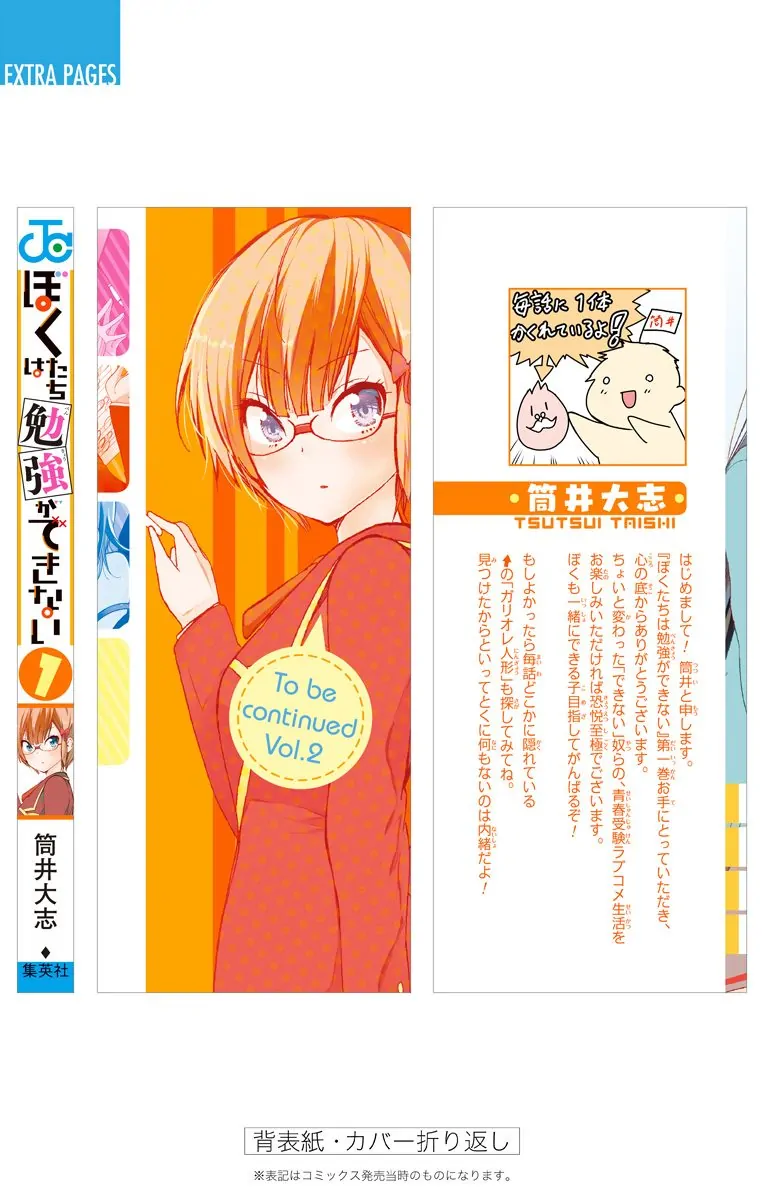 EXTRA PAGES
ぼくたちは勉強ができない
1
筒井大志
集英社
To be
continued
Vol.2
毎話に1体
かくれているよ!
筒井
筒井大志
TSUTSUI TAISHI
はじめまして！筒井と申します。
『ぼくたちは勉強ができない』第一巻お手にとっていただき、
心の底からありがとうございます。
ちょいと変わった「できない」奴らの、青春受験ラブコメ生活を
お楽しみいただければ恐悦至極でございます。
ぼくも一緒にできる子目指してがんばるぞ！
もしよかったら毎話どこかに隠れている
⬆の「ガリオレ人形」も探してみてね。
見つけたからといってとくに何もないのは内緒だよ！
背表紙・カバー折り返し
※表記はコミックス発売当時のものになります。